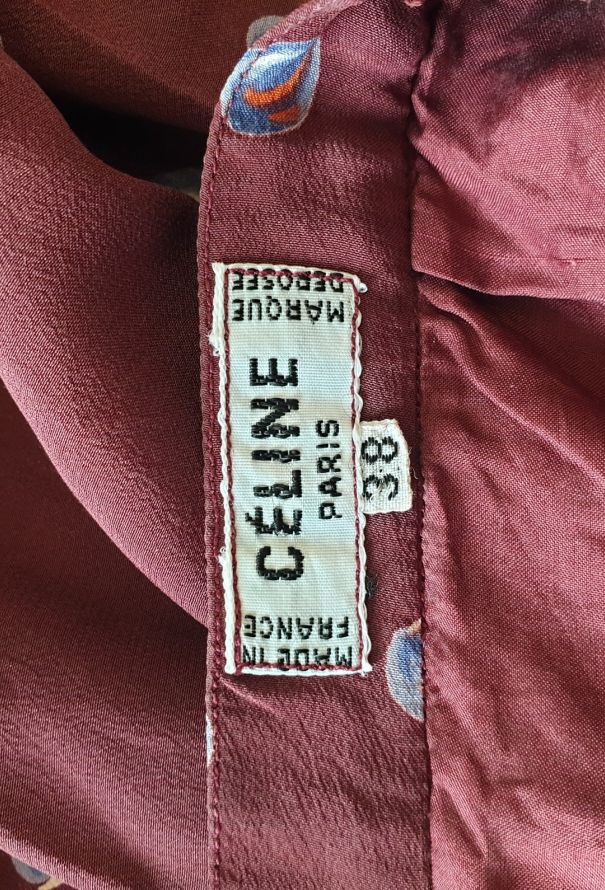 MADE IN
FRANCE
CÉLINE
PARIS
MARQUE
DEPOSEE
38